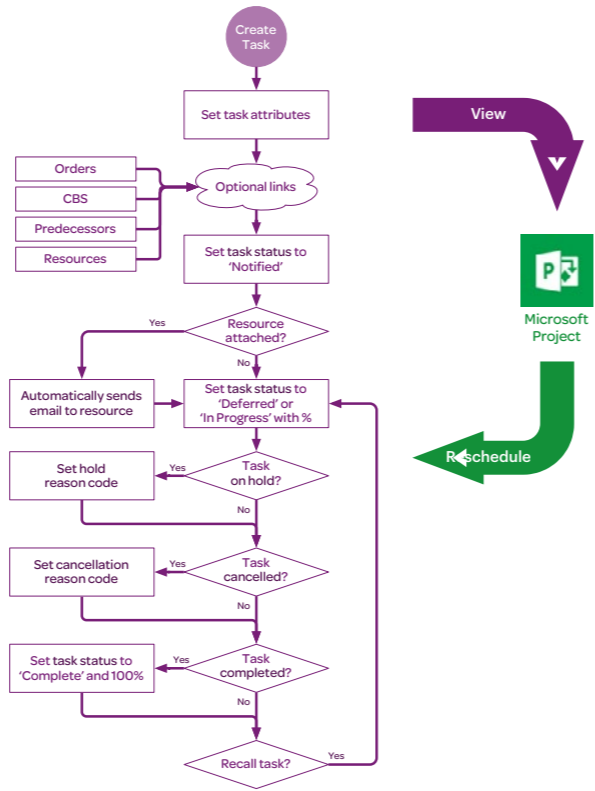 Create
Task
Set task attributes
View
Orders
CBS
Predecessors
Resources
Optional links
Set task status to
‘Notified’
Yes
Resource
attached?
No
P
Microsoft
Project
Automatically sends
email to resource
Set task status to
‘Deferred’ or
‘In Progress’ with %
Reschedule
Set hold
reason code
Yes
Task
on hold?
No
Set cancellation
reason code
Yes
Task
cancelled?
No
Set task status to
‘Complete’ and 100%
Yes
Task
completed?
No
Recall task?
Yes